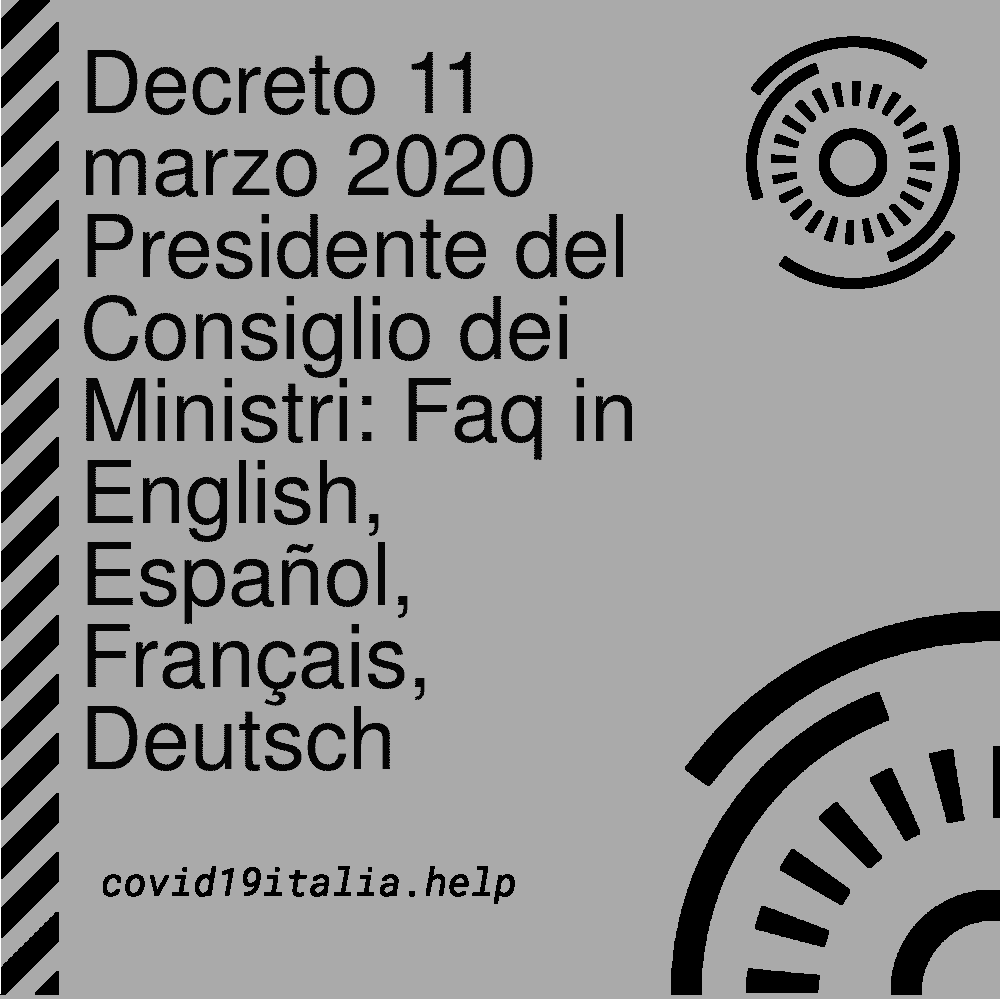 Decreto 11
marzo 2020
Presidente del
Consiglio dei
Ministri: Faq in
English,
Español,
Français,
Deutsch
covid19italia.help